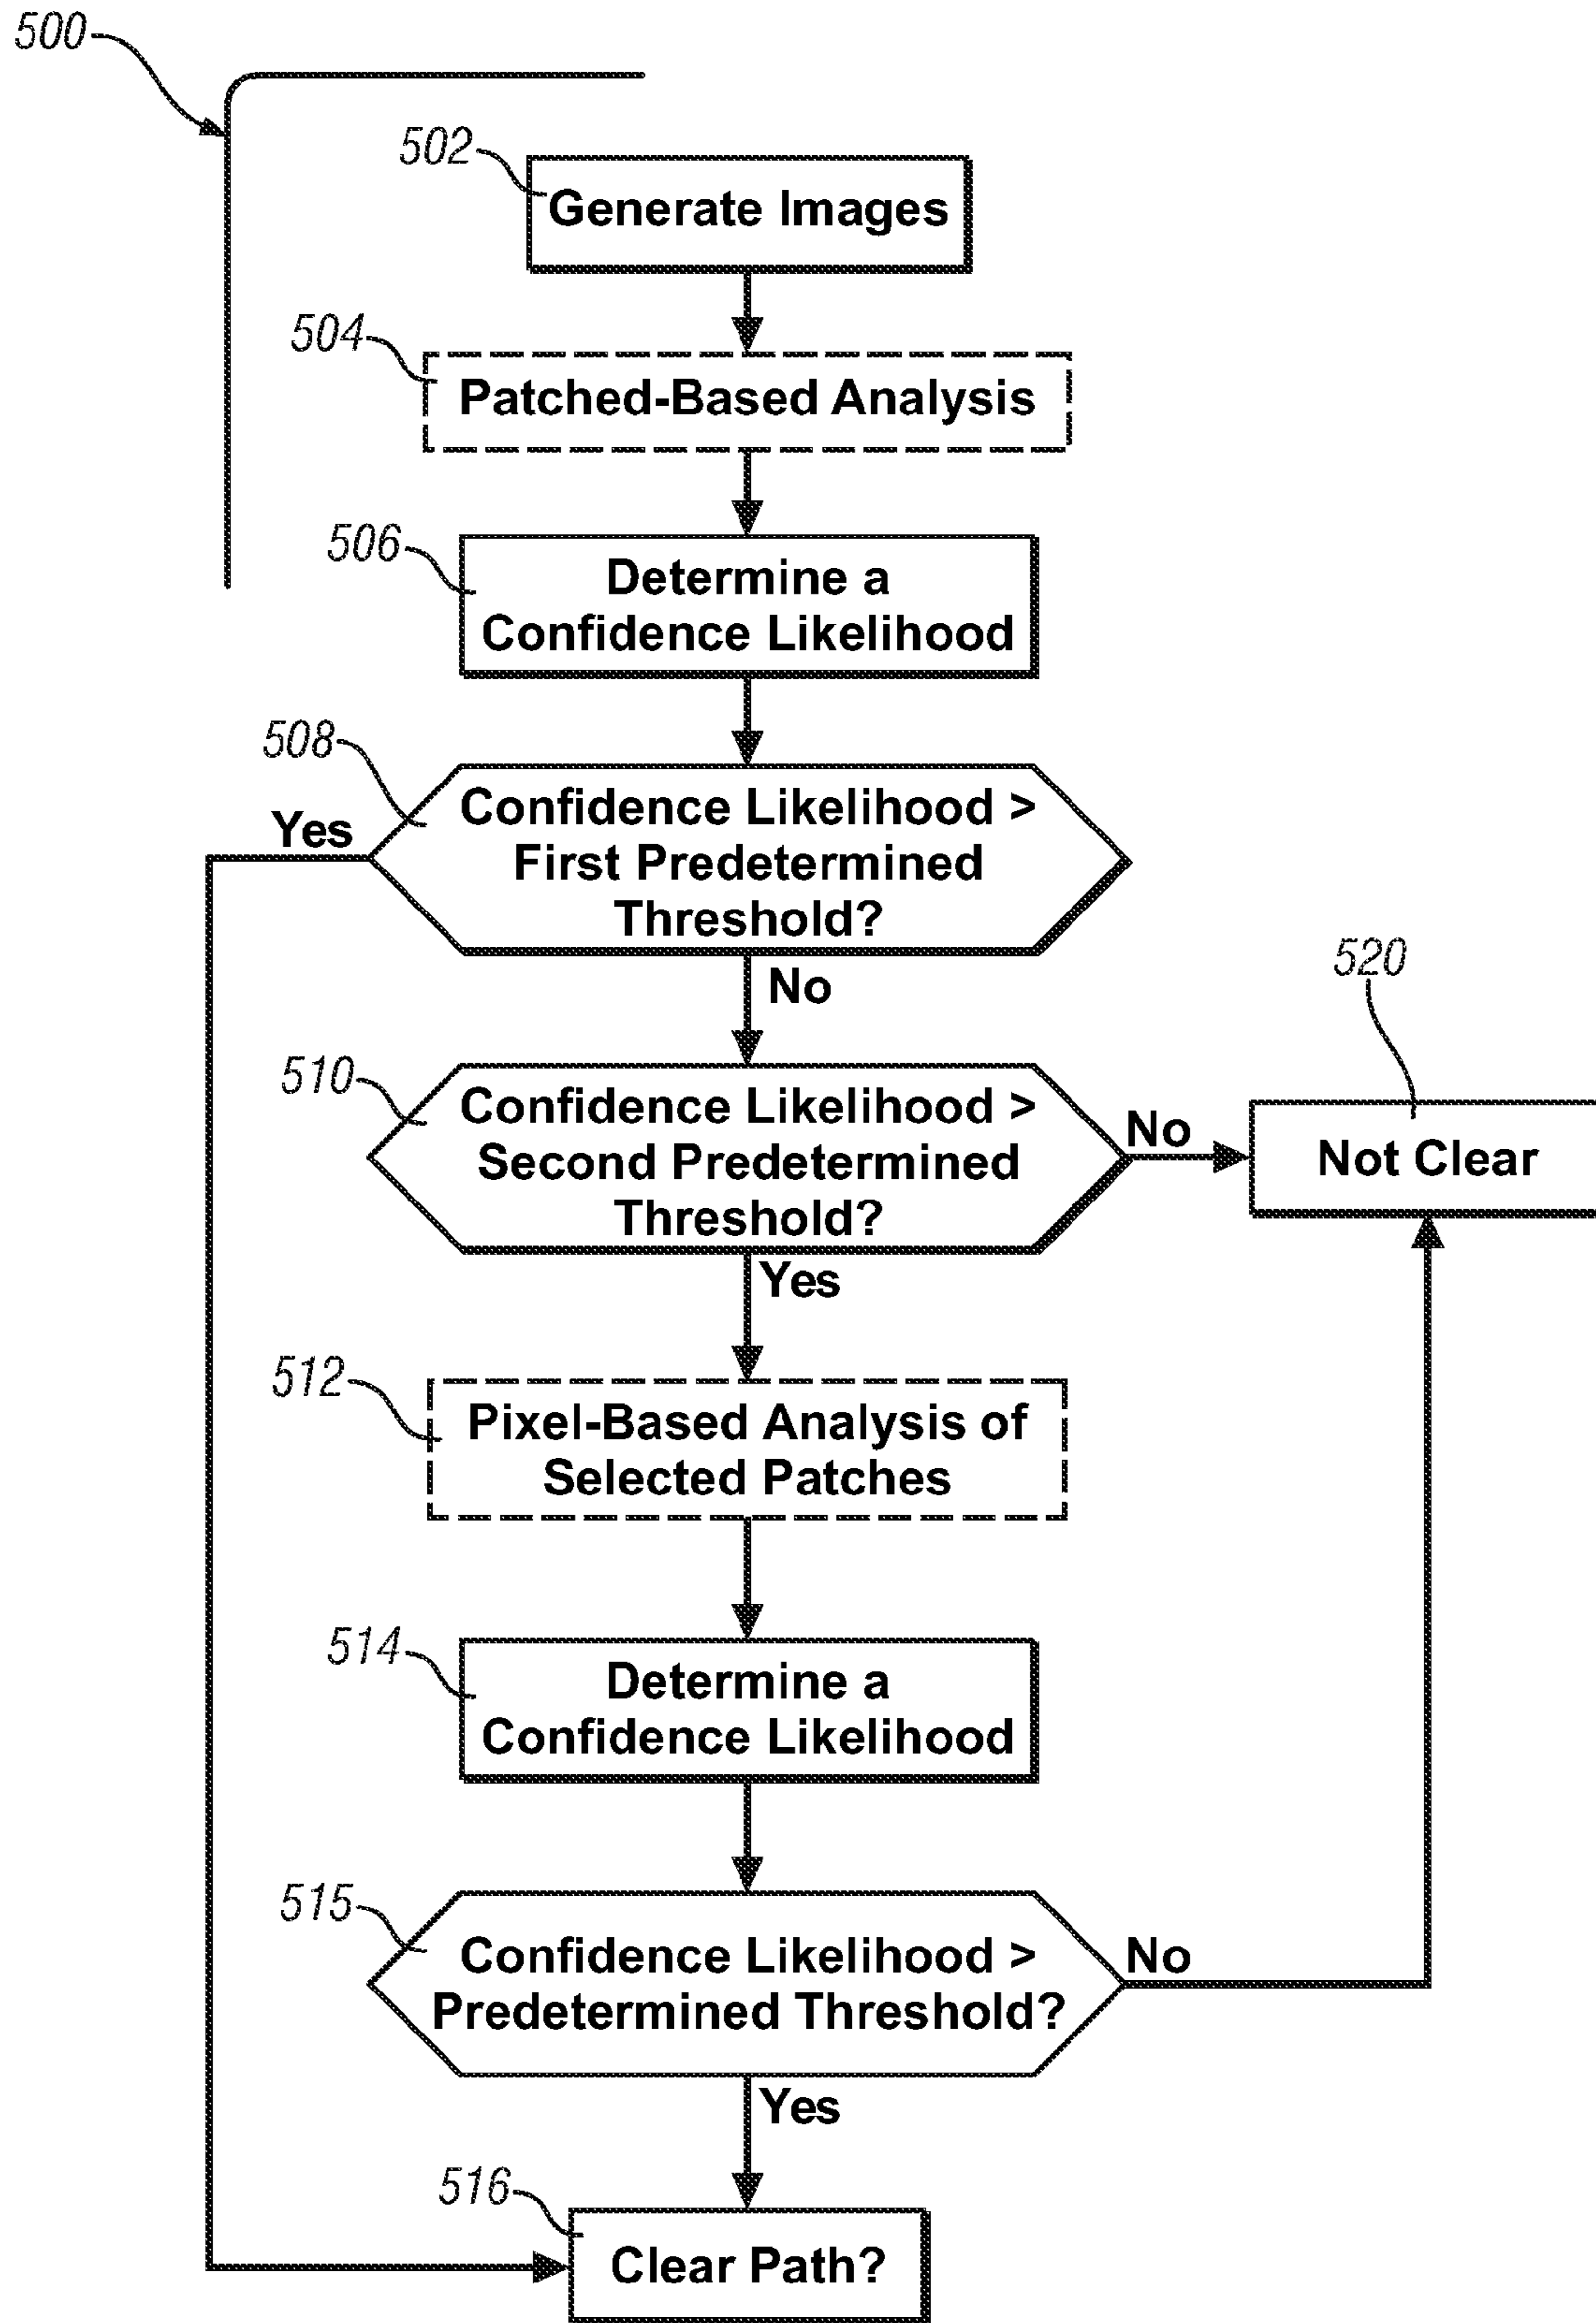 500
502
Generate Images
504
Patched-Based Analysis
506
Determine a
Confidence Likelihood
508
Confidence Likelihood >
First Predetermined
Threshold?
Yes
No
510
Confidence Likelihood >
Second Predetermined
Threshold?
No
520
Not Clear
Yes
512
Pixel-Based Analysis of
Selected Patches
514
Determine a
Confidence Likelihood
515
Confidence Likelihood >
Predetermined Threshold?
No
Yes
516
Clear Path?